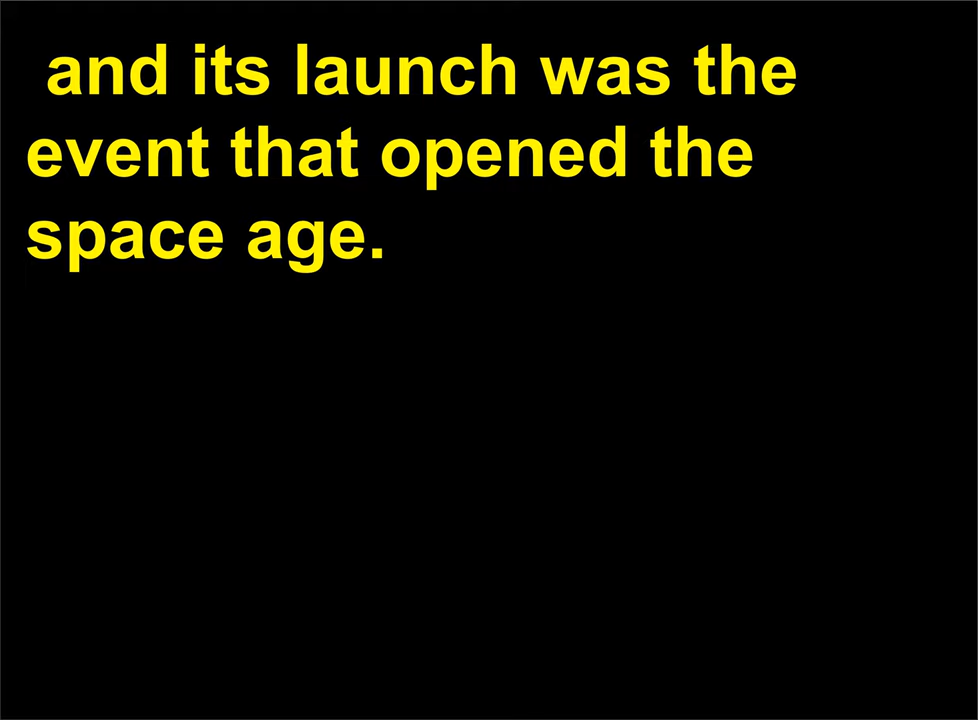 and its launch was the
event that opened the
space age.